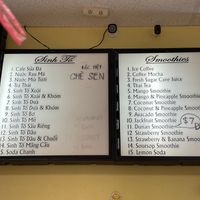 Sinh Tố
ĐẶC BIỆT
CHÈ SEN
1. Cafe Sữa Đá
2. Nước Rau Má
3. Nước Mía Tươi
4. Trà Thái
5. Sinh Tố Xoài
6. Sinh Tố Xoài & Khóm
7. Sinh Tố Dừa
8. Sinh Tố Dứa & Khóm
9. Sinh Tố Bơ
10. Sinh Tố Mít
11. Sinh Tố Sầu Riêng
12. Sinh Tố Dâu
13. Sinh Tố Dâu & Chuối
14. Sinh Tố Mãng Cầu
15. Soda Chanh
Smoothies
1. Ice Coffee
2. Coffee Mocha
3. Fresh Sugar Cane Juice
4. Thai Tea
5. Mango Smoothie
6. Mango & Pineapple Smoothie
7. Coconut Smoothie
8. Coconut & Pineapple Smoothie
9. Avocado Smoothie
10. Jackfruit Smoothie
11. Durian Smoothie
12. Strawberry Smoothie
13. Strawberry & Banana Smoothie
14. Soursop Smoothie
15. Lemon Soda
$7